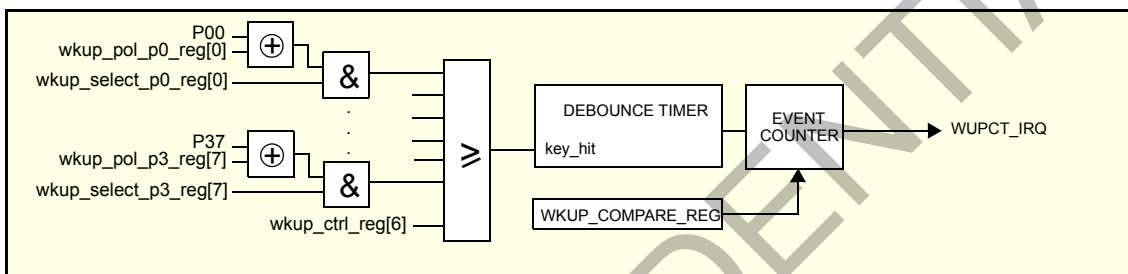 P00
wkup_pol_p0_reg[0]
wkup_select_p0_reg[0]
&
P37
wkup_pol_p3_reg[7]
wkup_select_p3_reg[7]
&
wkup_ctrl_reg[6]
≥
DEBOUNCE TIMER
key_hit
EVENT
COUNTER
WUPCT_IRQ
WKUP_COMPARE_REG